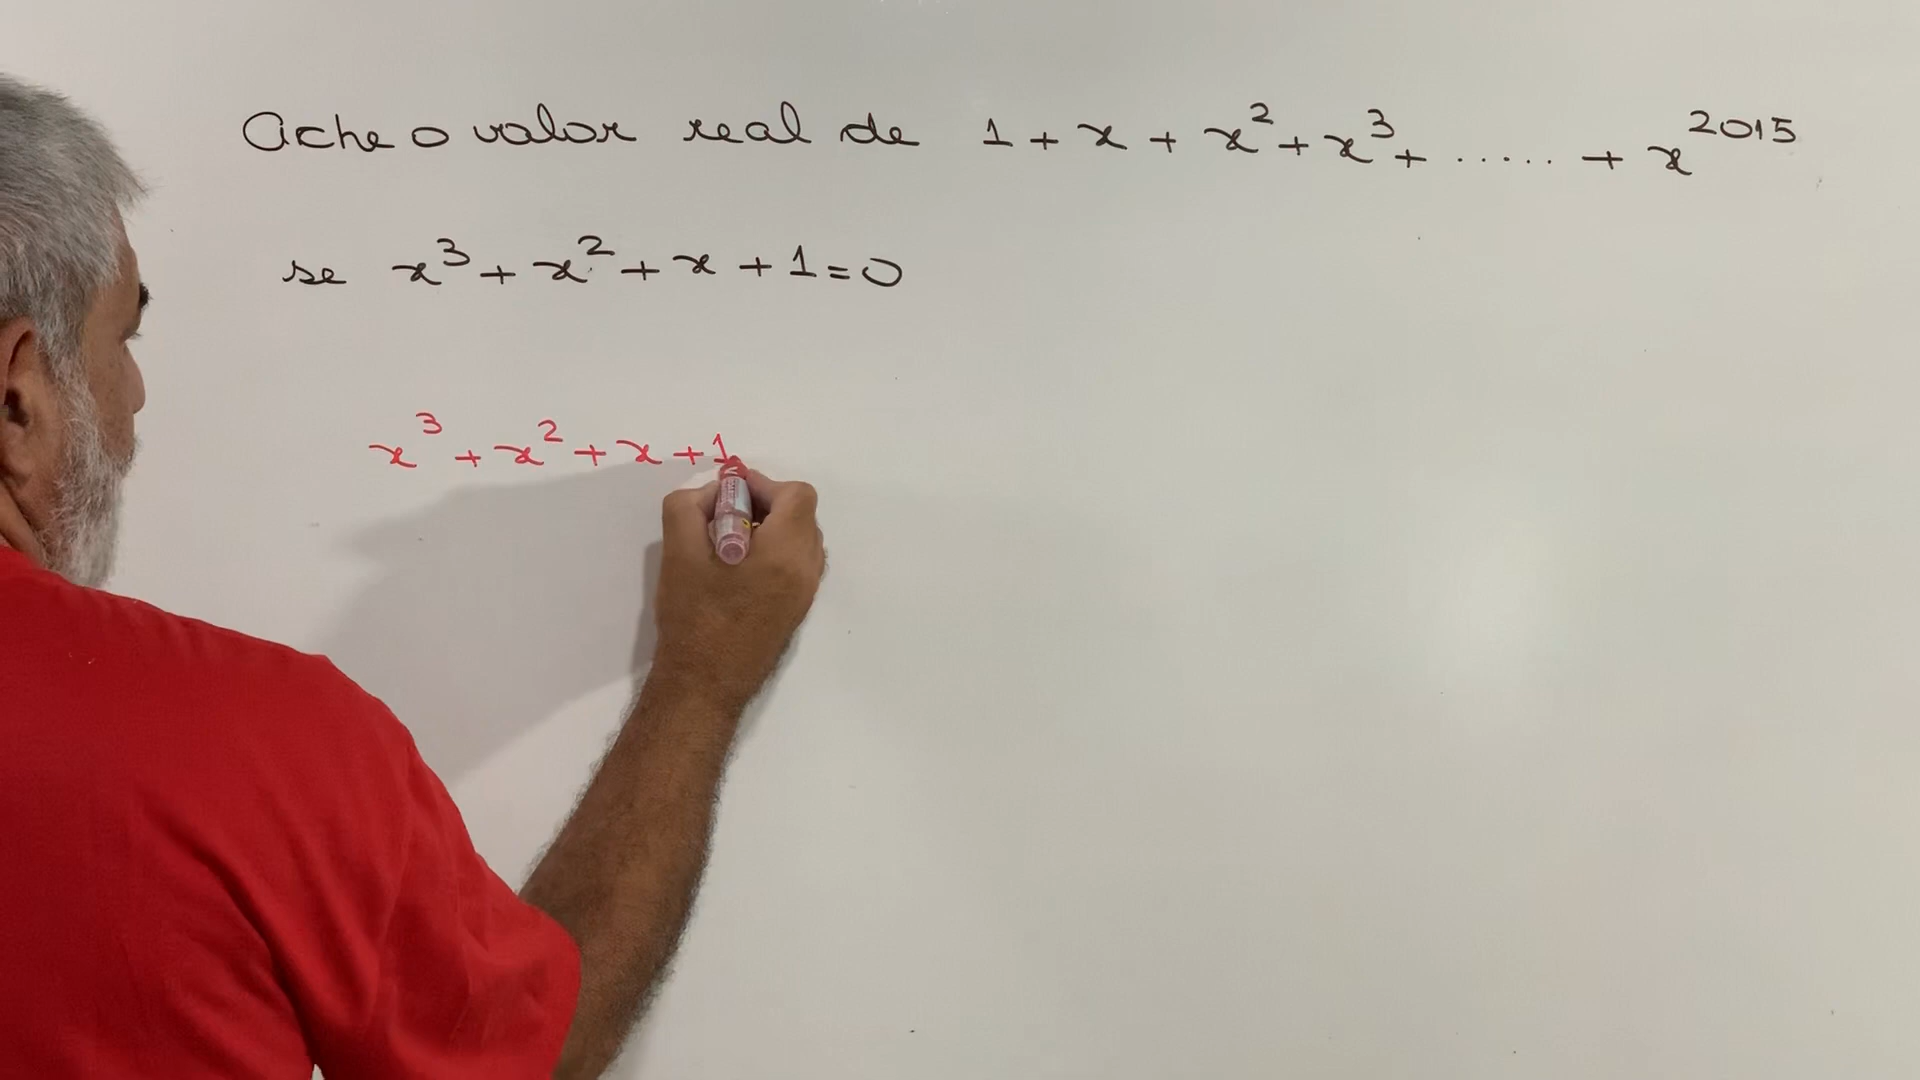 Ache o valor real de 1 + x + x² + x³ + ..... + x²⁰¹⁵
se x³ + x² + x + 1 = 0
x³ + x² + x + 1